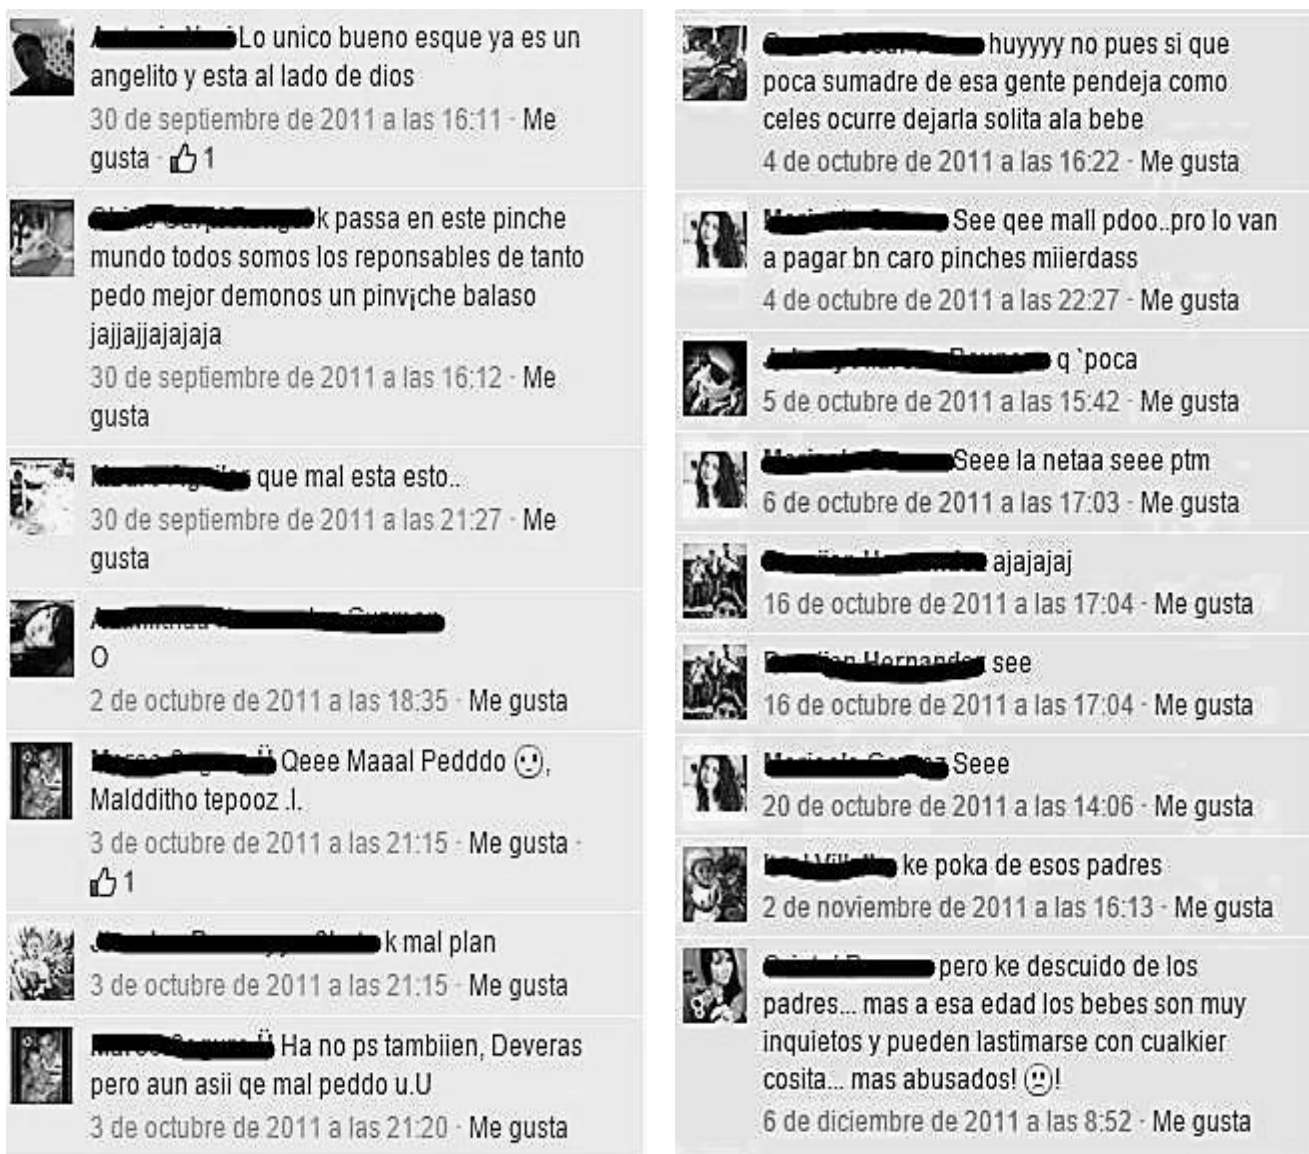 Lo unico bueno esque ya es un
angelito y esta al lado de dios
30 de septiembre de 2011 a las 16:11 · Me
gusta · 1
k passa en este pinche
mundo todos somos los reponsables de tanto
pedo mejor demonos un pinv¡che balaso
jajjajjajajaja
30 de septiembre de 2011 a las 16:12 · Me
gusta
que mal esta esto..
30 de septiembre de 2011 a las 21:27 · Me
gusta
O
2 de octubre de 2011 a las 18:35 · Me gusta
Qeee Maaal Pedddo ,
Maldditho tepooz .l.
3 de octubre de 2011 a las 21:15 · Me gusta ·
1
k mal plan
3 de octubre de 2011 a las 21:15 · Me gusta
Ha no ps tambiien, Deveras
pero aun asii qe mal peddo u.U
3 de octubre de 2011 a las 21:20 · Me gusta
huyyyy no pues si que
poca sumadre de esa gente pendeja como
celes ocurre dejarla solita ala bebe
4 de octubre de 2011 a las 16:22 · Me gusta
See qee mall pdoo..pro lo van
a pagar bn caro pinches miierdass
4 de octubre de 2011 a las 22:27 · Me gusta
q `poca
5 de octubre de 2011 a las 15:42 · Me gusta
Seee la netaa seee ptm
6 de octubre de 2011 a las 17:03 · Me gusta
ajajajaj
16 de octubre de 2011 a las 17:04 · Me gusta
see
16 de octubre de 2011 a las 17:04 · Me gusta
Seee
20 de octubre de 2011 a las 14:06 · Me gusta
ke poka de esos padres
2 de noviembre de 2011 a las 16:13 · Me gusta
pero ke descuido de los
padres... mas a esa edad los bebes son muy
inquietos y pueden lastimarse con cualkier
cosita... mas abusados! !
6 de diciembre de 2011 a las 8:52 · Me gusta